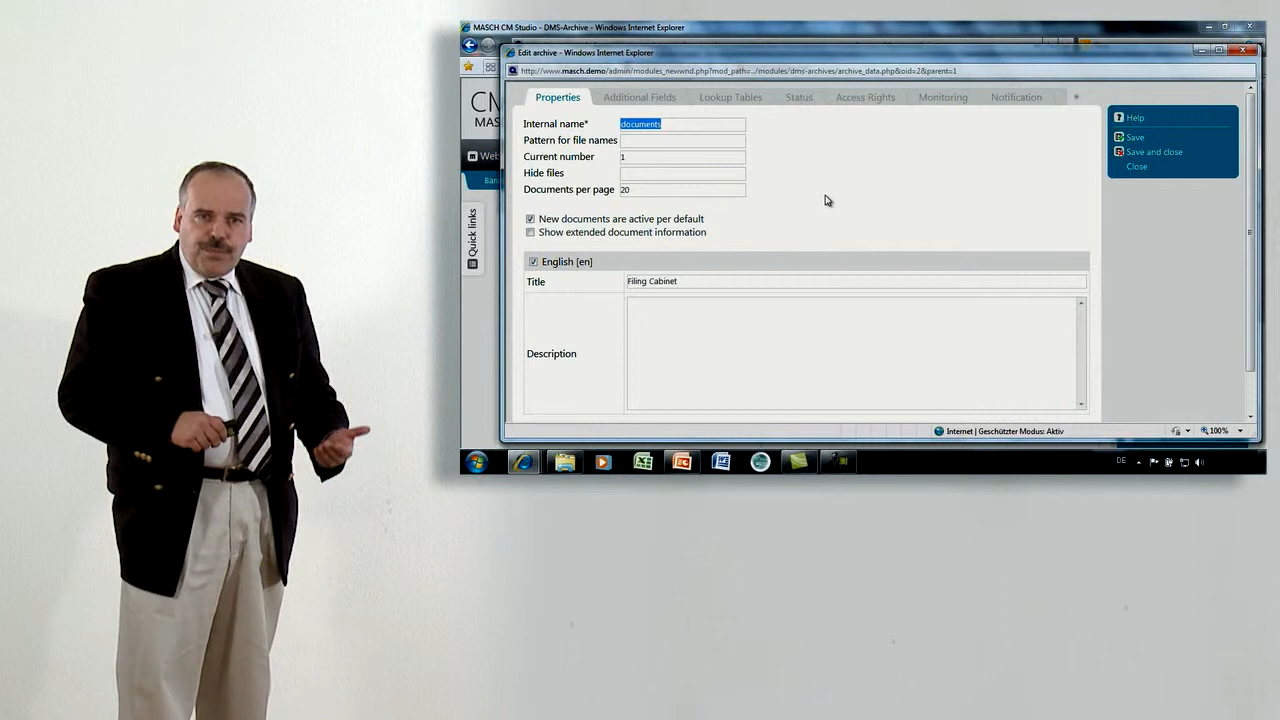 MASCH CM Studio - DMS-Archive - Windows Internet Explorer
Edit archive - Windows Internet Explorer
http://www.masch.demo/admin/modules_newwnd.php?mod_path=../modules/dms-archives/archive_data.php&oid=2&parent=1
CM
MAS
Web
Ban
Quick links
Properties Additional Fields Lookup Tables Status Access Rights Monitoring Notification
Internal name* documents
Pattern for file names
Current number 1
Hide files
Documents per page 20
New documents are active per default
Show extended document information
English [en]
Title Filing Cabinet
Description
Help
Save
Save and close
Close
Internet | Geschützter Modus: Aktiv
100%
DE